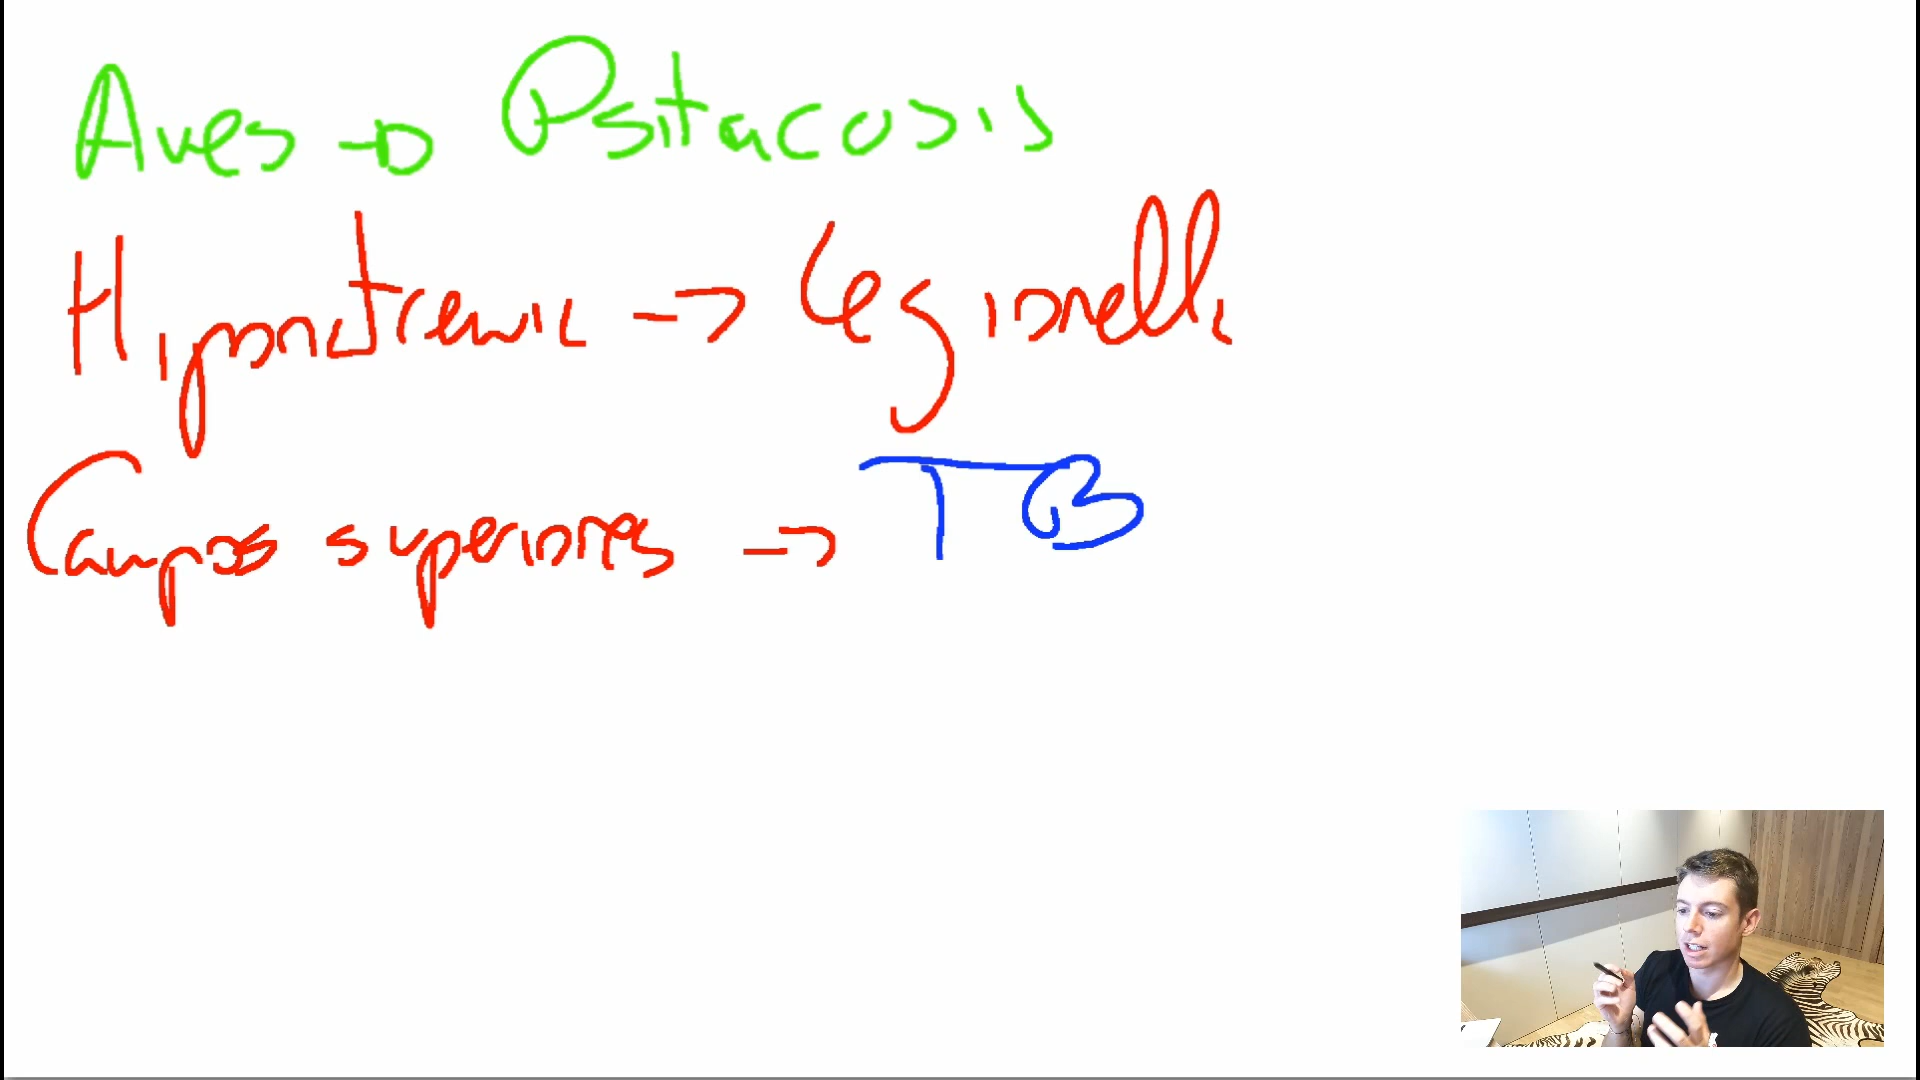 Aves → Psitacosis
Hiponatremia → Legionella
Campos superiores → TB